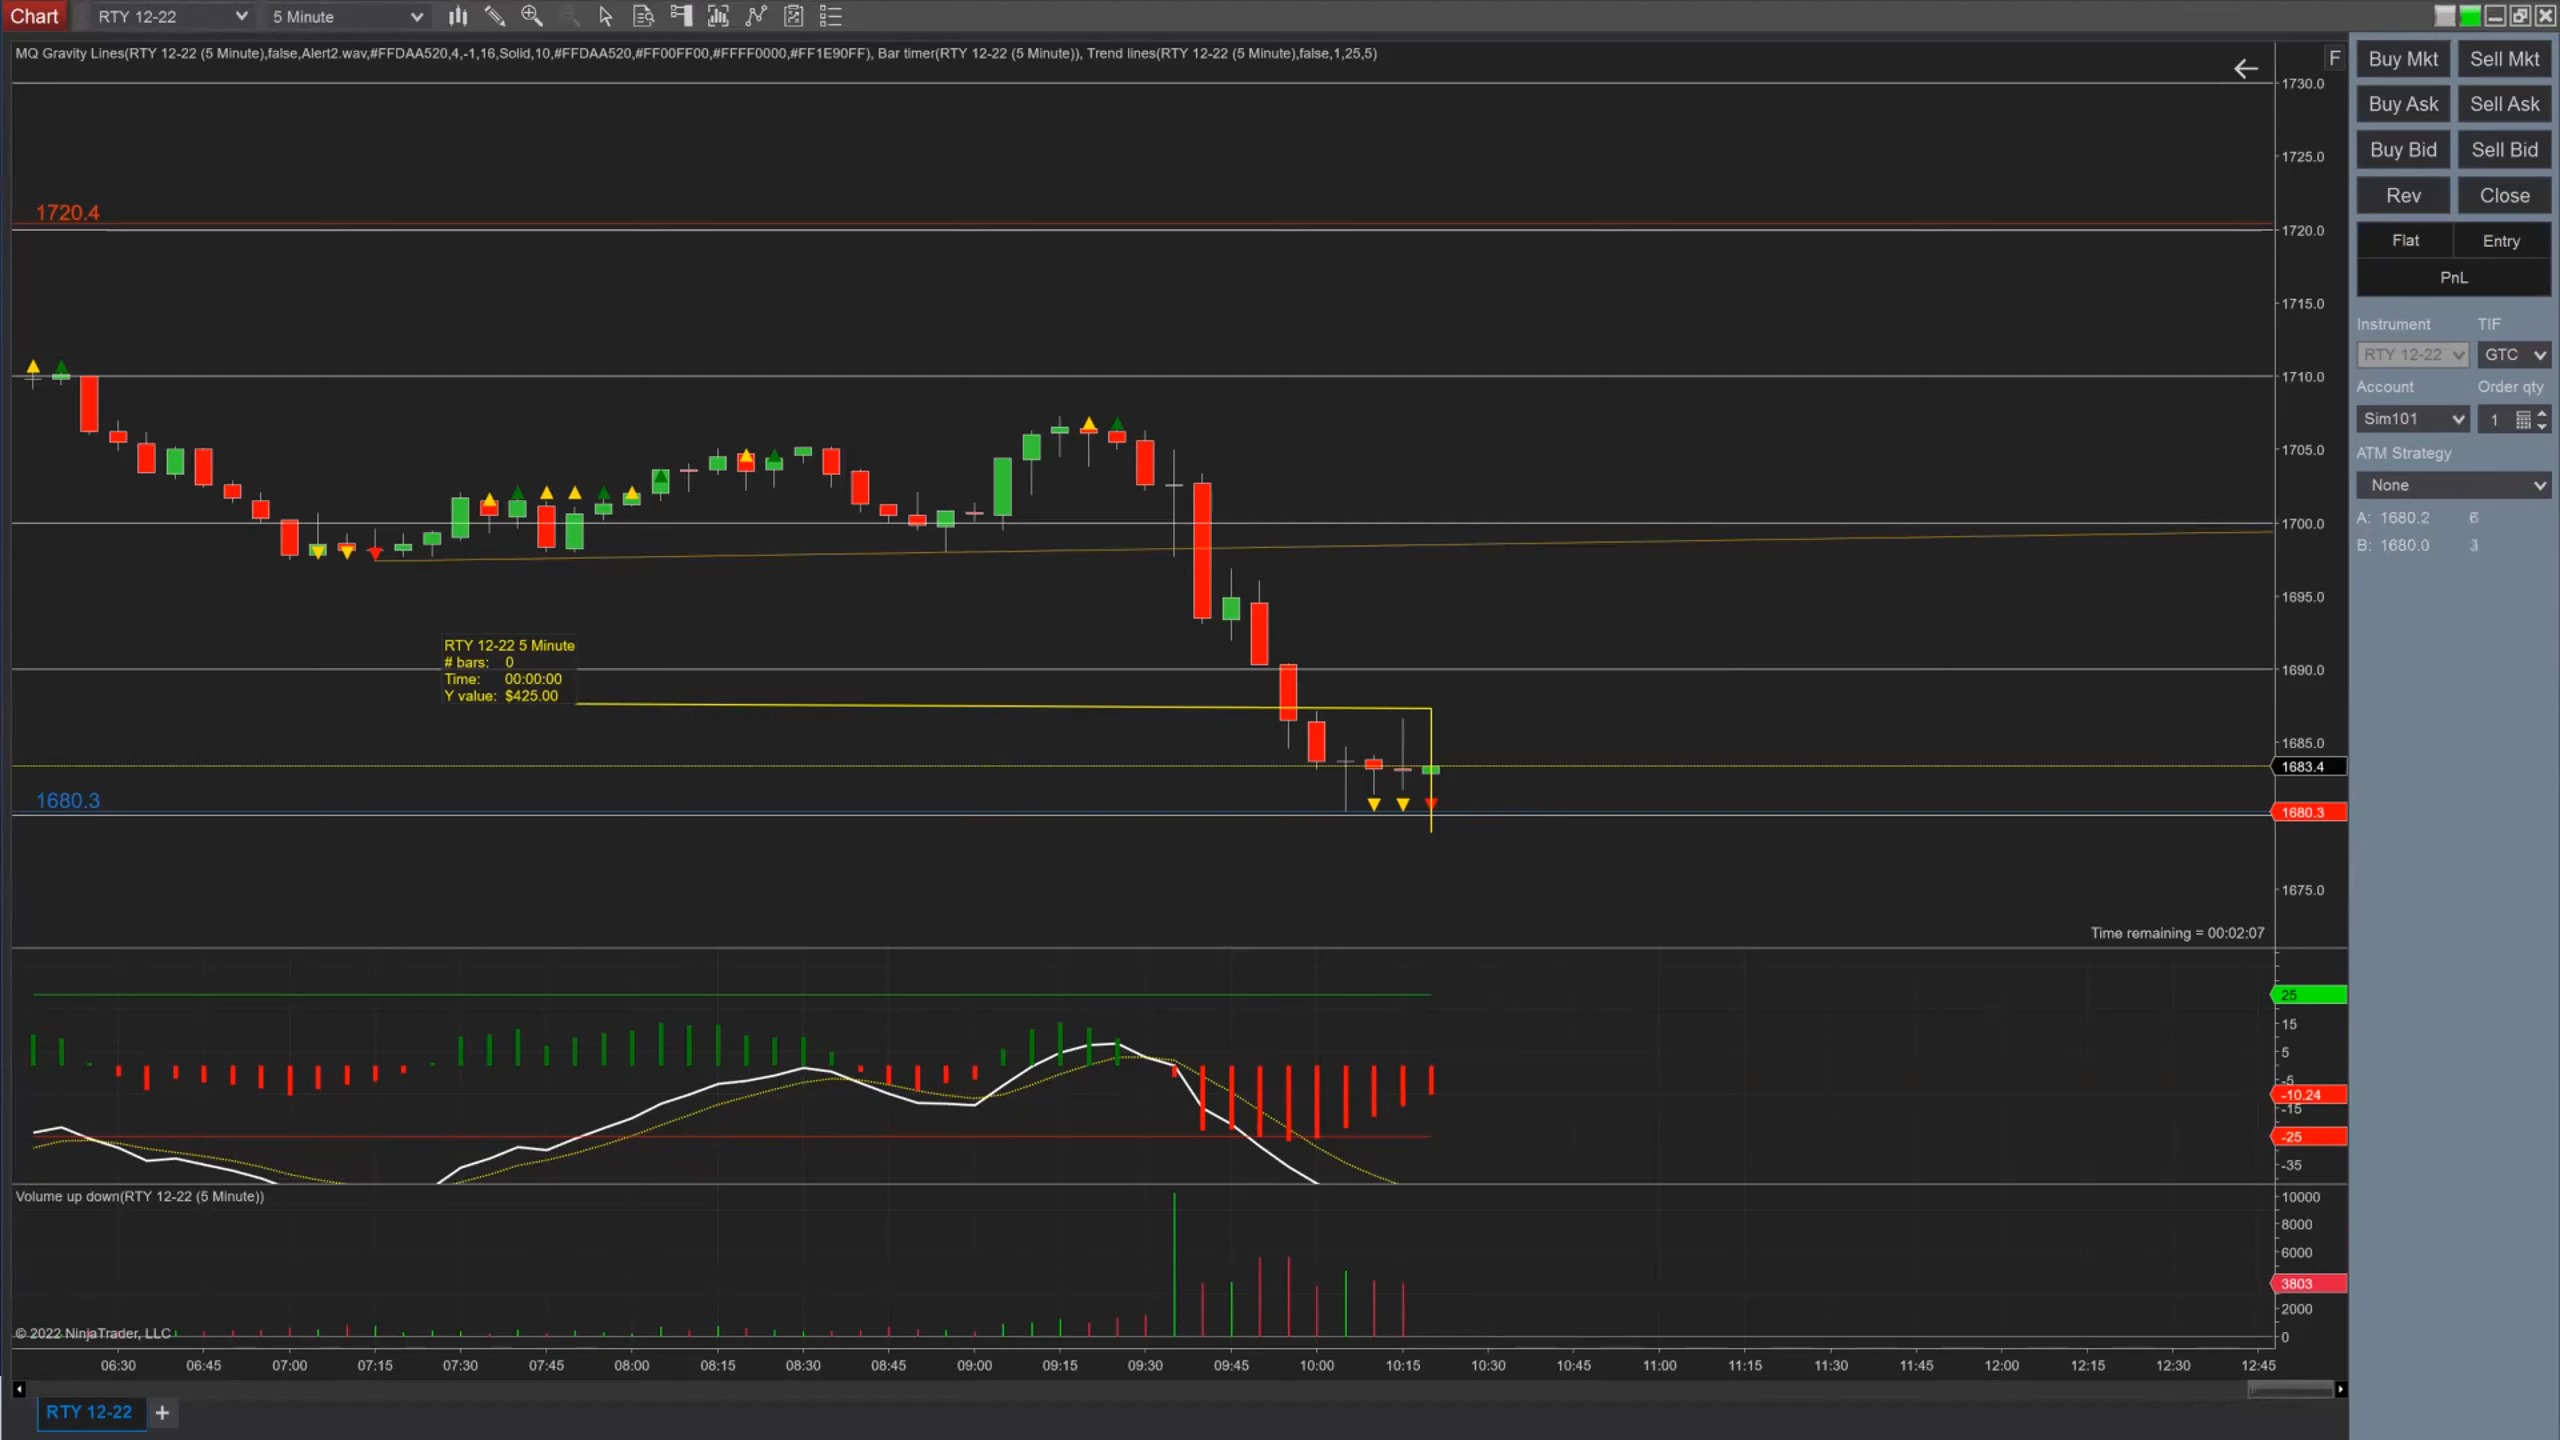 Chart RTY 12-22 5 Minute
MQ Gravity Lines(RTY 12-22 (5 Minute),false,Alert2.wav,#FFDAA520,4,-1,16,Solid,10,#FFDAA520,#FF00FF00,#FFFF0000,#FF1E90FF), Bar timer(RTY 12-22 (5 Minute)), Trend lines(RTY 12-22 (5 Minute),false,1,25,5)
F
1730.0
1725.0
1720.4
1720.0
1715.0
1710.0
1705.0
1700.0
1695.0
RTY 12-22 5 Minute
# bars: 0
Time: 00:00:00
Y value: $425.00
1690.0
1685.0
1683.4
1680.3
1680.3
1675.0
Time remaining = 00:02:07
25
15
5
-5
-10.24
-15
-25
-35
Volume up down(RTY 12-22 (5 Minute))
10000
8000
6000
3803
2000
0
© 2022 NinjaTrader, LLC
06:30 06:45 07:00 07:15 07:30 07:45 08:00 08:15 08:30 08:45 09:00 09:15 09:30 09:45 10:00 10:15 10:30 10:45 11:00 11:15 11:30 11:45 12:00 12:15 12:30 12:45
RTY 12-22 +
Buy Mkt Sell Mkt
Buy Ask Sell Ask
Buy Bid Sell Bid
Rev Close
Flat Entry
PnL
Instrument TIF
RTY 12-22 GTC
Account Order qty
Sim101 1
ATM Strategy
None
A: 1680.2
B: 1680.0